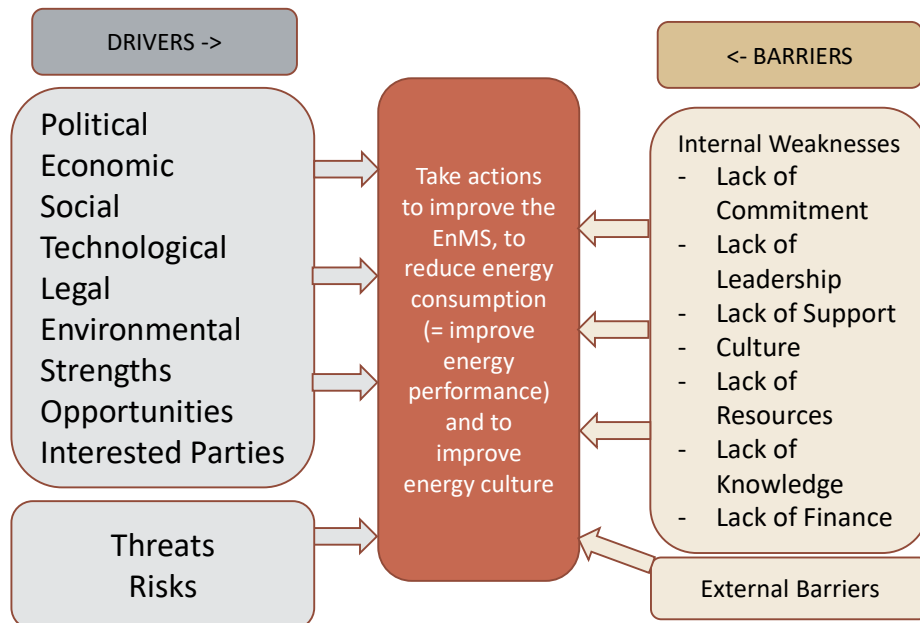 DRIVERS ->
Political
Economic
Social
Technological
Legal
Environmental
Strengths
Opportunities
Interested Parties
Threats
Risks
Take actions
to improve the
EnMS, to
reduce energy
consumption
(= improve
energy
performance)
and to
improve
energy culture
<- BARRIERS
Internal Weaknesses
- Lack of
Commitment
- Lack of
Leadership
- Lack of Support
- Culture
- Lack of
Resources
- Lack of
Knowledge
- Lack of Finance
External Barriers